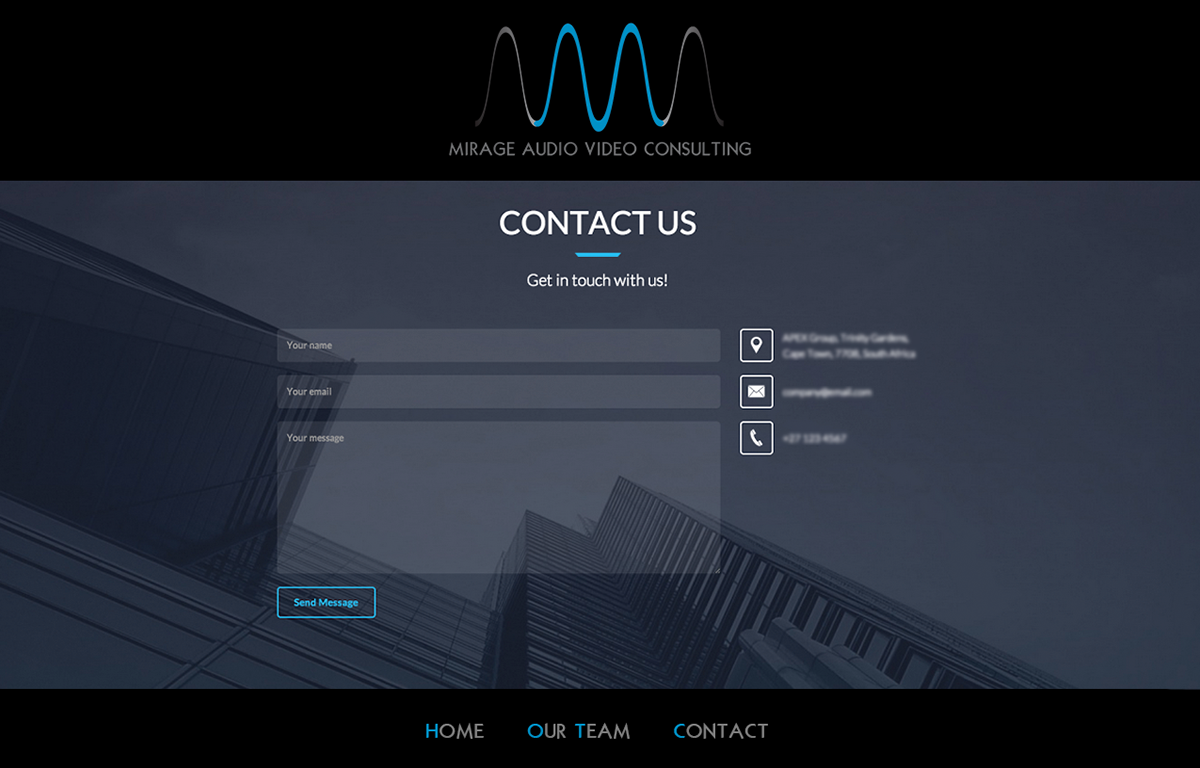 MIRAGE AUDIO VIDEO CONSULTING
CONTACT US
Get in touch with us!
Your name
Your email
Your message
Send Message
APEX Group, Trinity Gardens,
Cape Town, 7708, South Africa
company@email.com
+27 123 4567
HOME OUR TEAM CONTACT